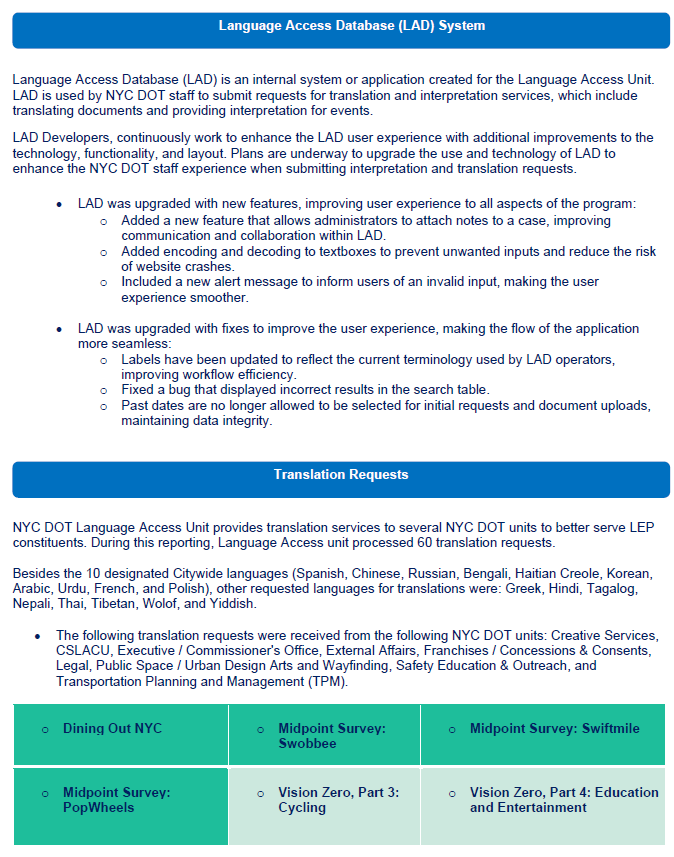 Language Access Database (LAD) System
Language Access Database (LAD) is an internal system or application created for the Language Access Unit.
LAD is used by NYC DOT staff to submit requests for translation and interpretation services, which include
translating documents and providing interpretation for events.
LAD Developers, continuously work to enhance the LAD user experience with additional improvements to the
technology, functionality, and layout. Plans are underway to upgrade the use and technology of LAD to
enhance the NYC DOT staff experience when submitting interpretation and translation requests.
• LAD was upgraded with new features, improving user experience to all aspects of the program:
o Added a new feature that allows administrators to attach notes to a case, improving
communication and collaboration within LAD.
o Added encoding and decoding to textboxes to prevent unwanted inputs and reduce the risk
of website crashes.
o Included a new alert message to inform users of an invalid input, making the user
experience smoother.
• LAD was upgraded with fixes to improve the user experience, making the flow of the application
more seamless:
o Labels have been updated to reflect the current terminology used by LAD operators,
improving workflow efficiency.
o Fixed a bug that displayed incorrect results in the search table.
o Past dates are no longer allowed to be selected for initial requests and document uploads,
maintaining data integrity.
Translation Requests
NYC DOT Language Access Unit provides translation services to several NYC DOT units to better serve LEP
constituents. During this reporting, Language Access unit processed 60 translation requests.
Besides the 10 designated Citywide languages (Spanish, Chinese, Russian, Bengali, Haitian Creole, Korean,
Arabic, Urdu, French, and Polish), other requested languages for translations were: Greek, Hindi, Tagalog,
Nepali, Thai, Tibetan, Wolof, and Yiddish.
• The following translation requests were received from the following NYC DOT units: Creative Services,
CSLACU, Executive / Commissioner's Office, External Affairs, Franchises / Concessions & Consents,
Legal, Public Space / Urban Design Arts and Wayfinding, Safety Education & Outreach, and
Transportation Planning and Management (TPM).
o Dining Out NYC
o Midpoint Survey:
Swobbee
o Midpoint Survey: Swiftmile
o Midpoint Survey:
PopWheels
o Vision Zero, Part 3:
Cycling
o Vision Zero, Part 4: Education
and Entertainment